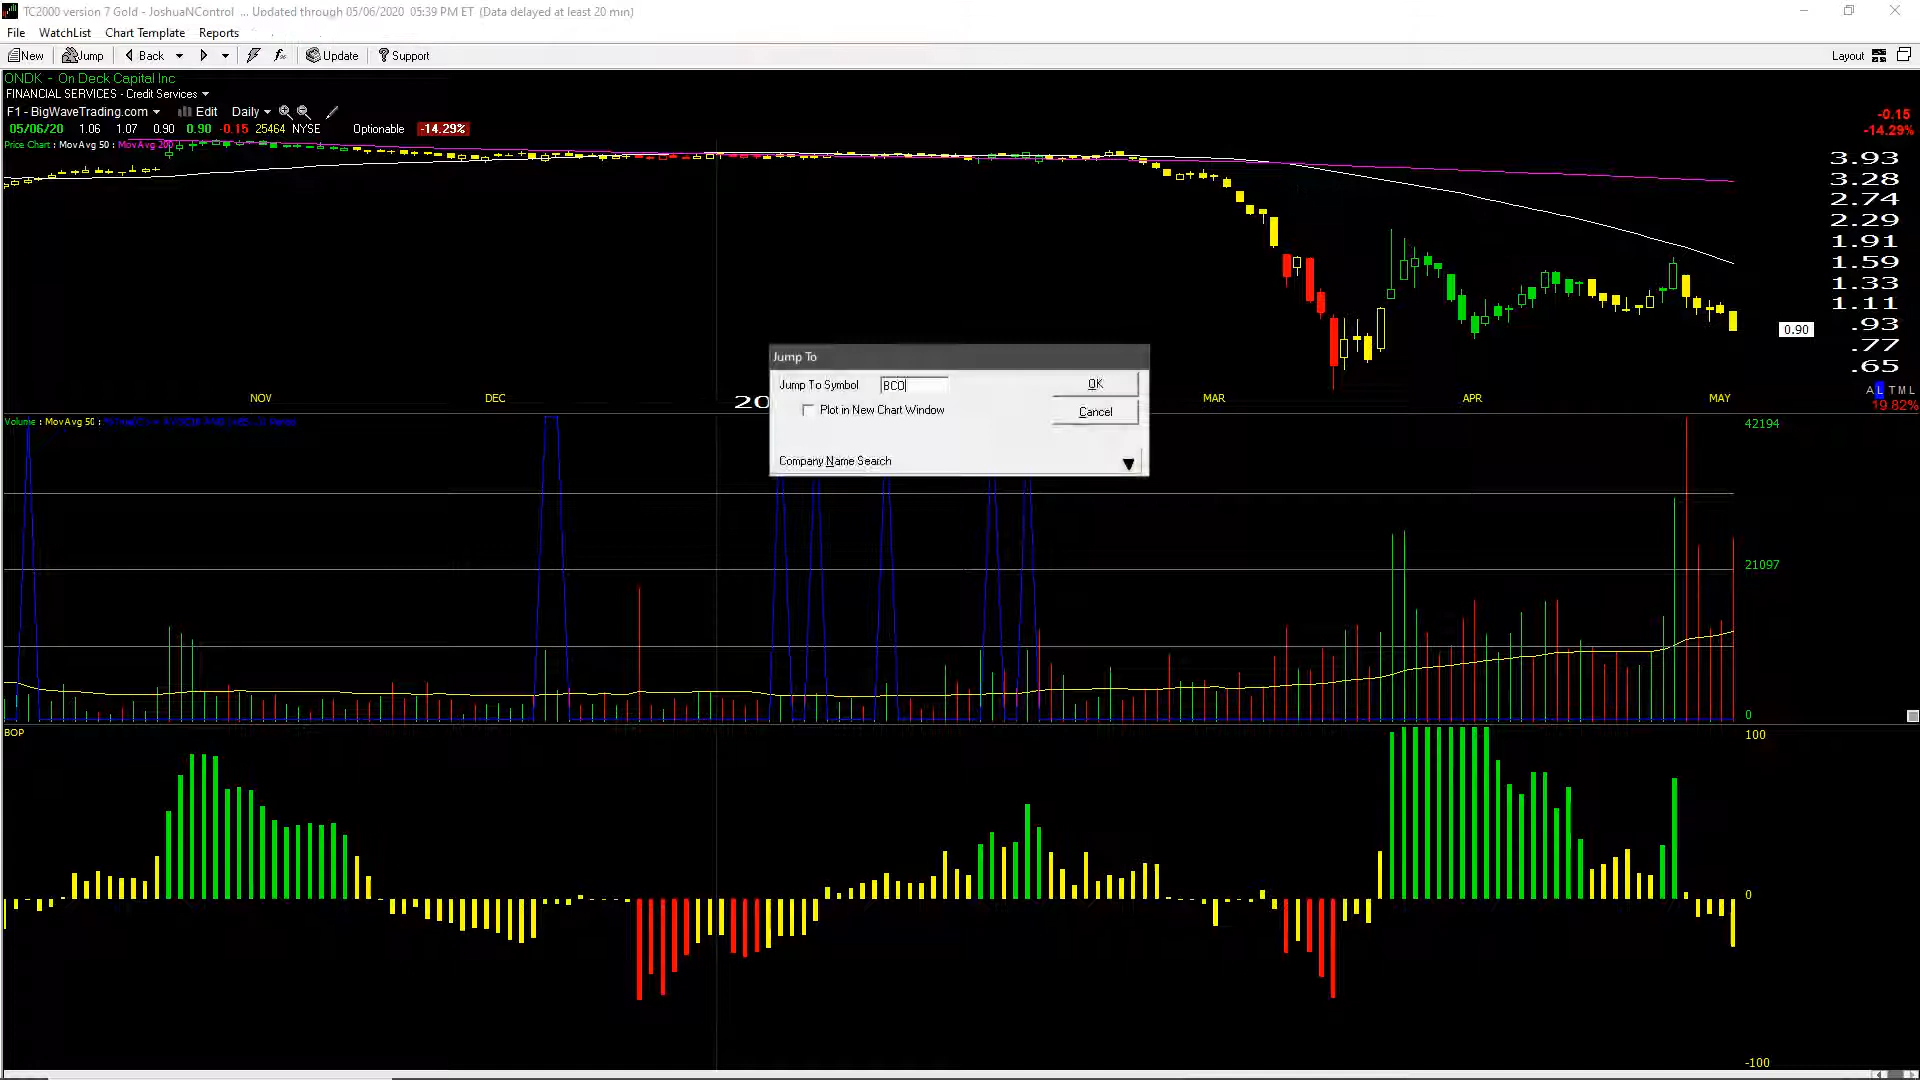 TC2000 version 7 Gold - JoshuaNControl ... Updated through 05/06/2020 05:39 PM ET (Data delayed at least 20 min)
File WatchList Chart Template Reports
New Jump Back Update Support Layout
ONDK - On Deck Capital Inc
FINANCIAL SERVICES - Credit Services
F1 - BigWaveTrading.com Edit Daily
05/06/20 1.06 1.07 0.90 0.90 -0.15 25464 NYSE Optionable -14.29%
-0.15
-14.29%
Price Chart : MovAvg 50 : MovAvg 200
3.93
3.28
2.74
2.29
1.91
1.59
1.33
1.11
.93
0.90
.77
.65
Jump To
Jump To Symbol BCO
OK
Plot in New Chart Window
Cancel
Company Name Search
NOV DEC 20 MAR APR MAY
A L T M L
19.82%
Volume : MovAvg 50 :
42194
21097
0
BOP
100
0
-100